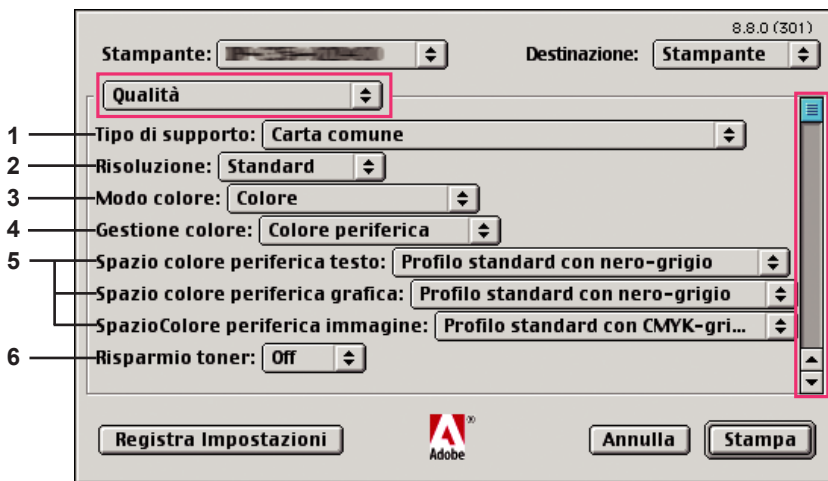 8.8.0 (301)
Stampante: Destinazione: Stampante
Qualità
1 Tipo di supporto: Carta comune
2 Risoluzione: Standard
3 Modo colore: Colore
4 Gestione colore: Colore periferica
5 Spazio colore periferica testo: Profilo standard con nero-grigio
Spazio colore periferica grafica: Profilo standard con nero-grigio
SpazioColore periferica immagine: Profilo standard con CMYK-gri...
6 Risparmio toner: Off
Registra Impostazioni Adobe® Annulla Stampa